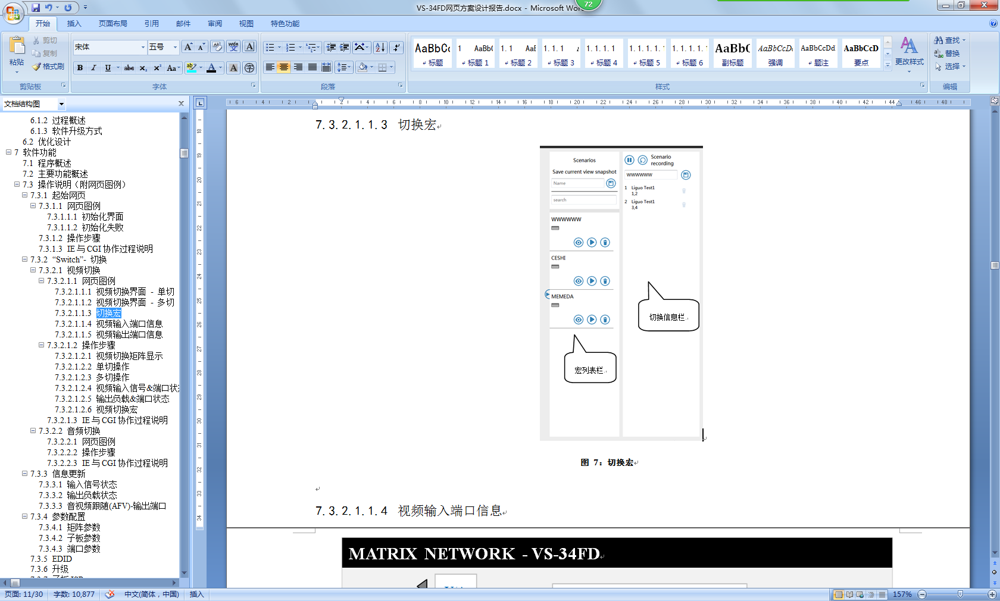 72
VS-34FD网页方案设计报告.docx - Microsoft Wor
开始 插入 页面布局 引用 邮件 审阅 视图 特色功能
粘贴
剪切
复制
格式刷
宋体 五号
AaBbCc 1 AaBbC 1.1 AaB 1.1.1 A 1.1.1.1 1.1.1.1.1 1.1.1.1.1. AaBbC AaBbCcDd AaBbCcDd AaBbCcD
标题 标题 1 标题 2 标题 3 标题 4 标题 5 标题 6 副标题 强调 题注 要点
更改样式
查找
替换
选择
剪贴板 字体 段落 样式 编辑
文档结构图
6.1.2 过程概述
6.1.3 软件升级方式
6.2 优化设计
7 软件功能
7.1 程序概述
7.2 主要功能概述
7.3 操作说明（附网页图例）
7.3.1 起始网页
7.3.1.1 网页图例
7.3.1.1.1 初始化界面
7.3.1.1.2 初始化失败
7.3.1.2 操作步骤
7.3.1.3 IE与CGI协作过程说明
7.3.2 “Switch”- 切换
7.3.2.1 视频切换
7.3.2.1.1 网页图例
7.3.2.1.1.1 视频切换界面 - 单切
7.3.2.1.1.2 视频切换界面 - 多切
7.3.2.1.1.3 切换宏
7.3.2.1.1.4 视频输入端口信息
7.3.2.1.1.5 视频输出端口信息
7.3.2.1.2 操作步骤
7.3.2.1.2.1 视频切换矩阵显示
7.3.2.1.2.2 单切操作
7.3.2.1.2.3 多切操作
7.3.2.1.2.4 视频输入信号&端口状
7.3.2.1.2.5 输出负载&端口状态
7.3.2.1.2.6 视频切换宏
7.3.2.1.3 IE与CGI协作过程说明
7.3.2.2 音频切换
7.3.2.2.1 网页图例
7.3.2.2.2 操作步骤
7.3.2.2.3 IE与CGI协作过程说明
7.3.3 信息更新
7.3.3.1 输入信号状态
7.3.3.2 输出负载状态
7.3.3.3 音视频跟随(AFV)-输出端口
7.3.4 参数配置
7.3.4.1 矩阵参数
7.3.4.2 子板参数
7.3.4.3 端口参数
7.3.5 EDID
7.3.6 升级
7.3.2.1.1.3 切换宏
Scenarios
Save current view snapshot
Name
search
WWWWWW
CESHI
MEMEDA
宏列表栏
Scenario
recording
WWWWWW
1 Liguo Test1
1,2
2 Liguo Test1
3,4
切换信息栏
图 7：切换宏
7.3.2.1.1.4 视频输入端口信息
MATRIX NETWORK - VS-34FD
页面: 11/30 字数: 10,877 中文(简体，中国) 插入 157%